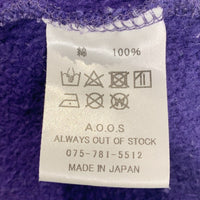 綿 100%
A.O.O.S
ALWAYS OUT OF STOCK
075-781-5512
MADE IN JAPAN